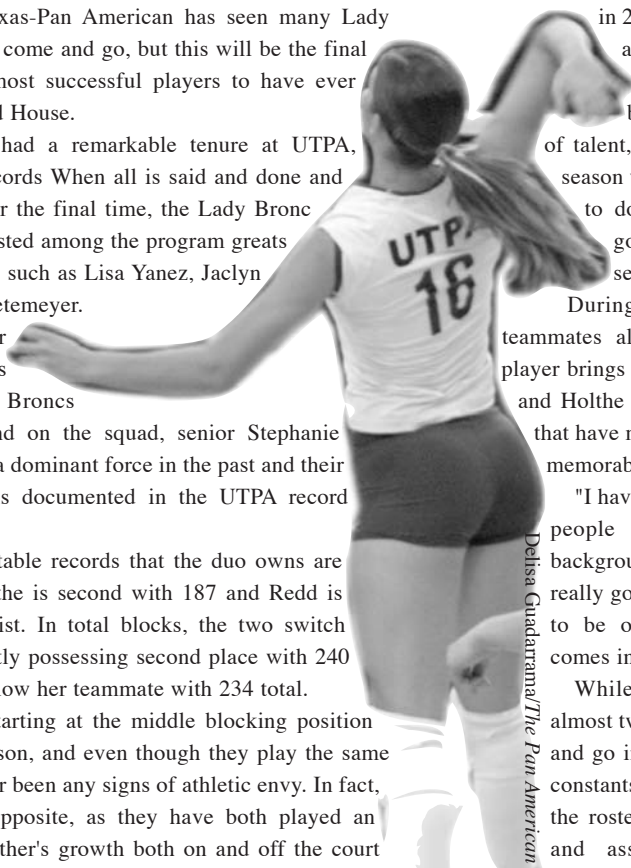 xas-Pan American has seen many Lady
come and go, but this will be the final
most successful players to have ever
d House.
had a remarkable tenure at UTPA,
cords When all is said and done and
r the final time, the Lady Bronc
sted among the program greats
such as Lisa Yanez, Jaclyn
etemeyer.
r
s
Broncs
nd on the squad, senior Stephanie
a dominant force in the past and their
s documented in the UTPA record
table records that the duo owns are
the is second with 187 and Redd is
ist. In total blocks, the two switch
tly possessing second place with 240
low her teammate with 234 total.
tarting at the middle blocking position
son, and even though they play the same
r been any signs of athletic envy. In fact,
pposite, as they have both played an
ther's growth both on and off the court
UTPA
16
Delisa Guadarrama/The Pan American
in 2
a
b
of talent,
season
to do
go
se
During
teammates al
player brings
and Holthe
that have
memorab
"I hav
people
backgrou
really go
to be o
comes in
While
almost tw
and go i
constants
the roste
and ass